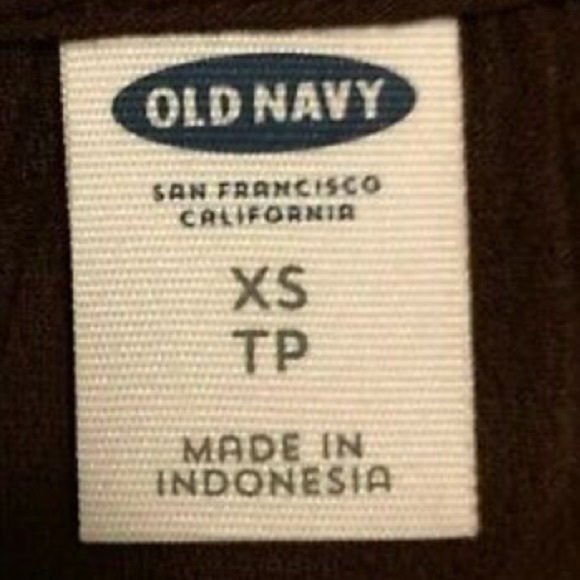 OLD NAVY
SAN FRANCISCO
CALIFORNIA
XS
TP
MADE IN
INDONESIA